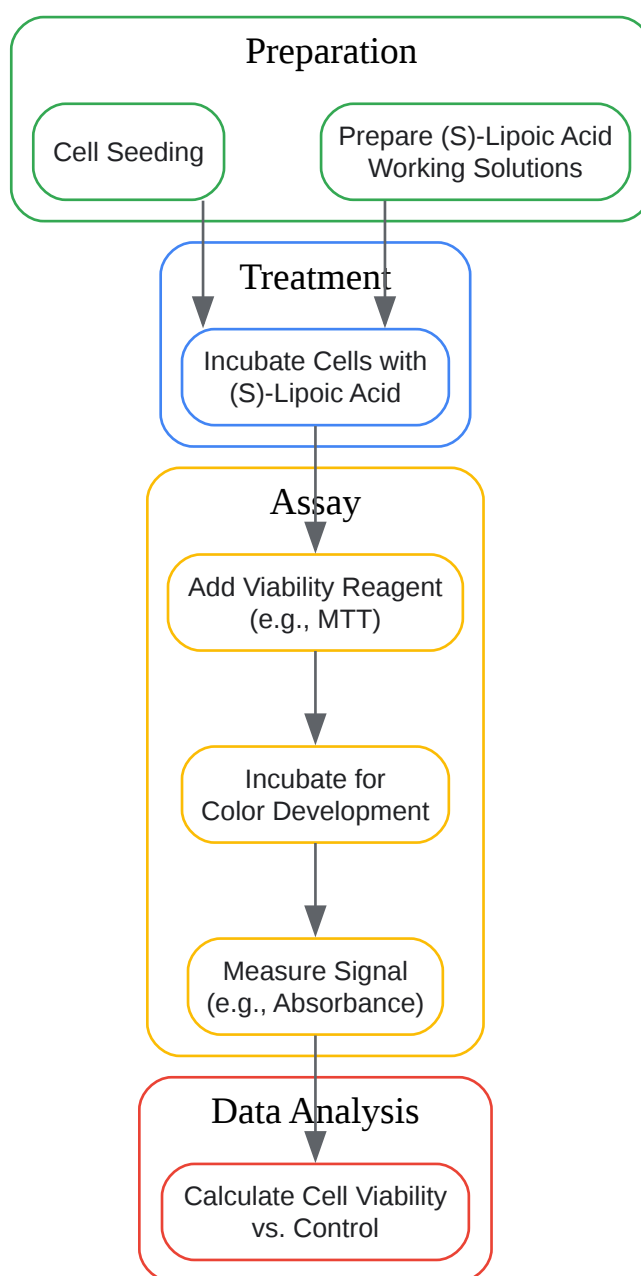 Preparation
Cell Seeding
Prepare (S)-Lipoic Acid
Working Solutions
Treatment
Incubate Cells with
(S)-Lipoic Acid
Assay
Add Viability Reagent
(e.g., MTT)
Incubate for
Color Development
Measure Signal
(e.g., Absorbance)
Data Analysis
Calculate Cell Viability
vs. Control